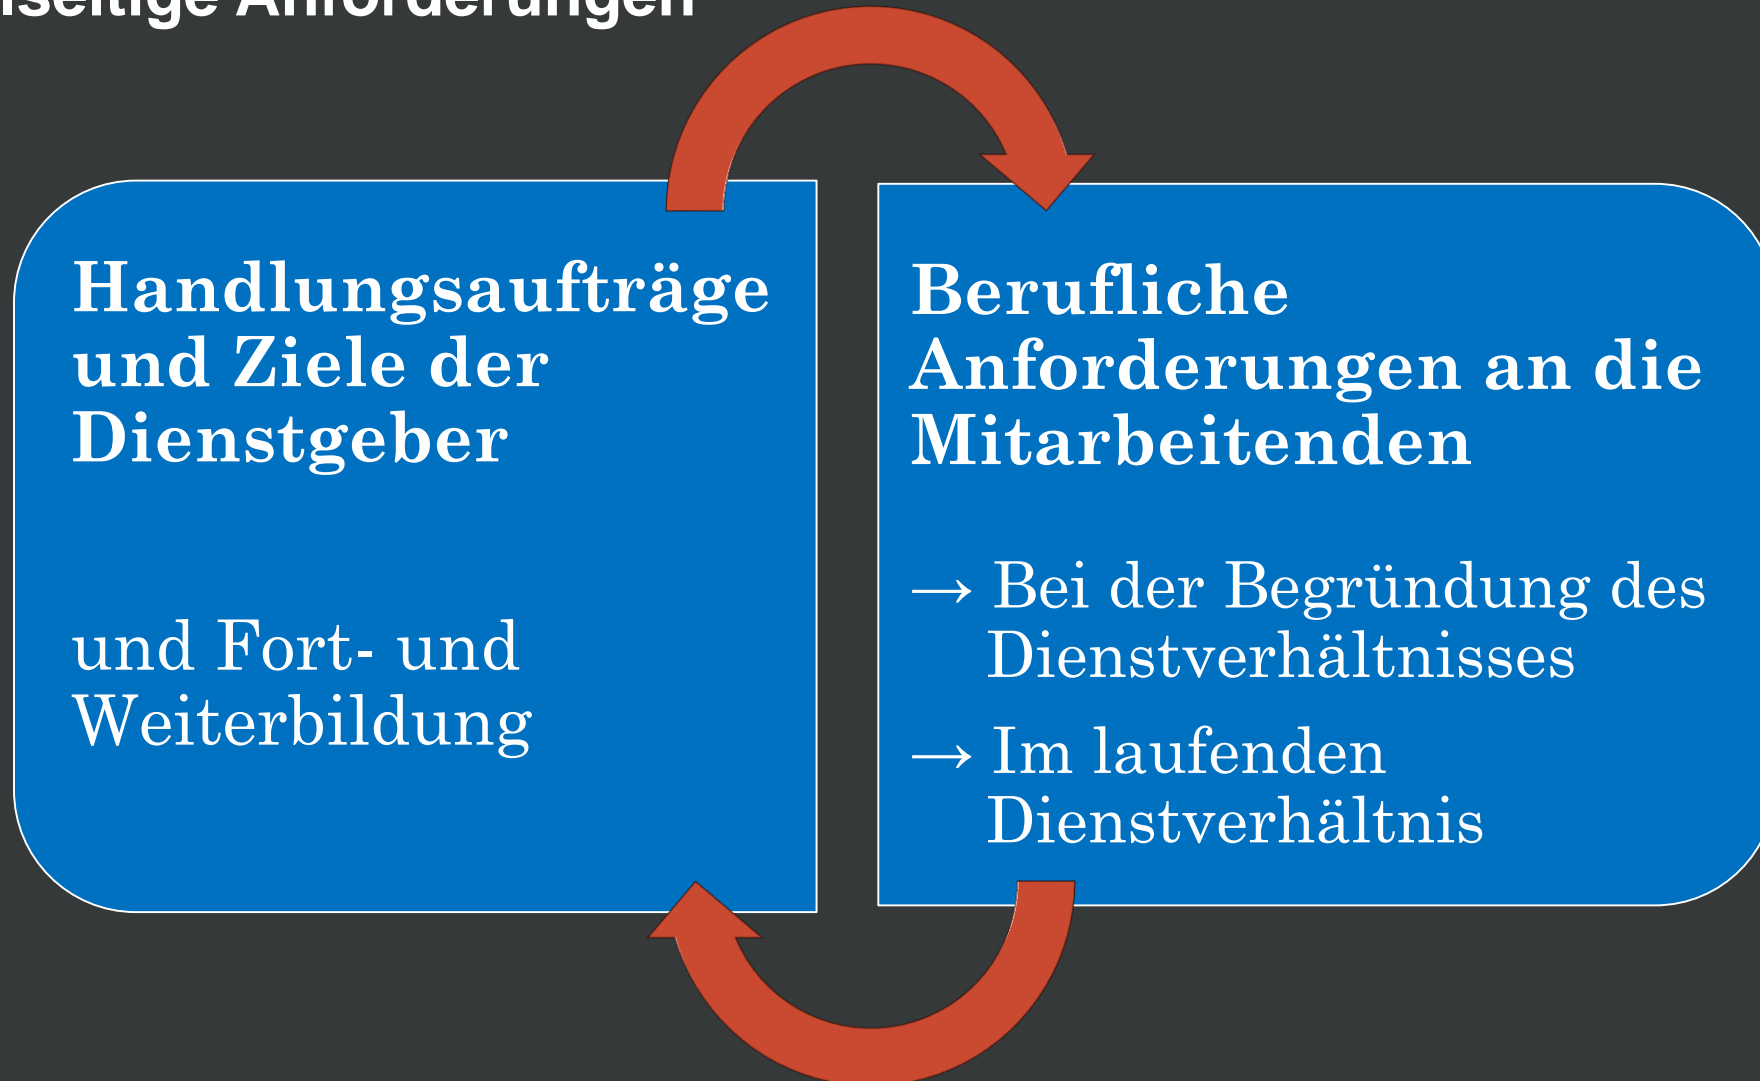 Anforderungen
Handlungsaufträge
und Ziele der
Dienstgeber
und Fort- und
Weiterbildung
Berufliche
Anforderungen an die
Mitarbeitenden
→ Bei der Begründung des
Dienstverhältnisses
→ Im laufenden
Dienstverhältnis